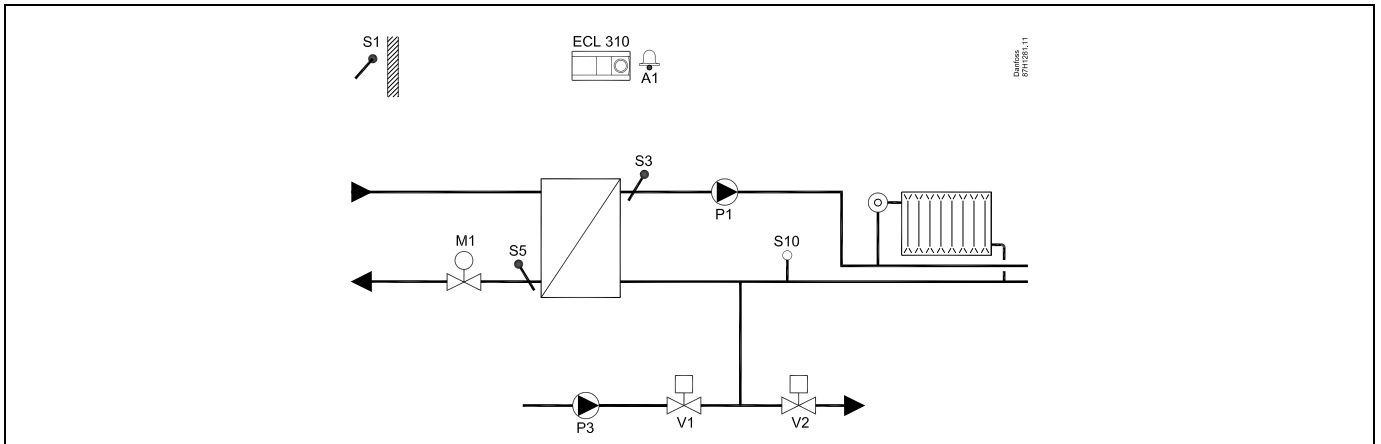 S1
ECL 310
A1
Danfoss
87H1281.11
S3
P1
M1
S5
S10
P3
V1
V2